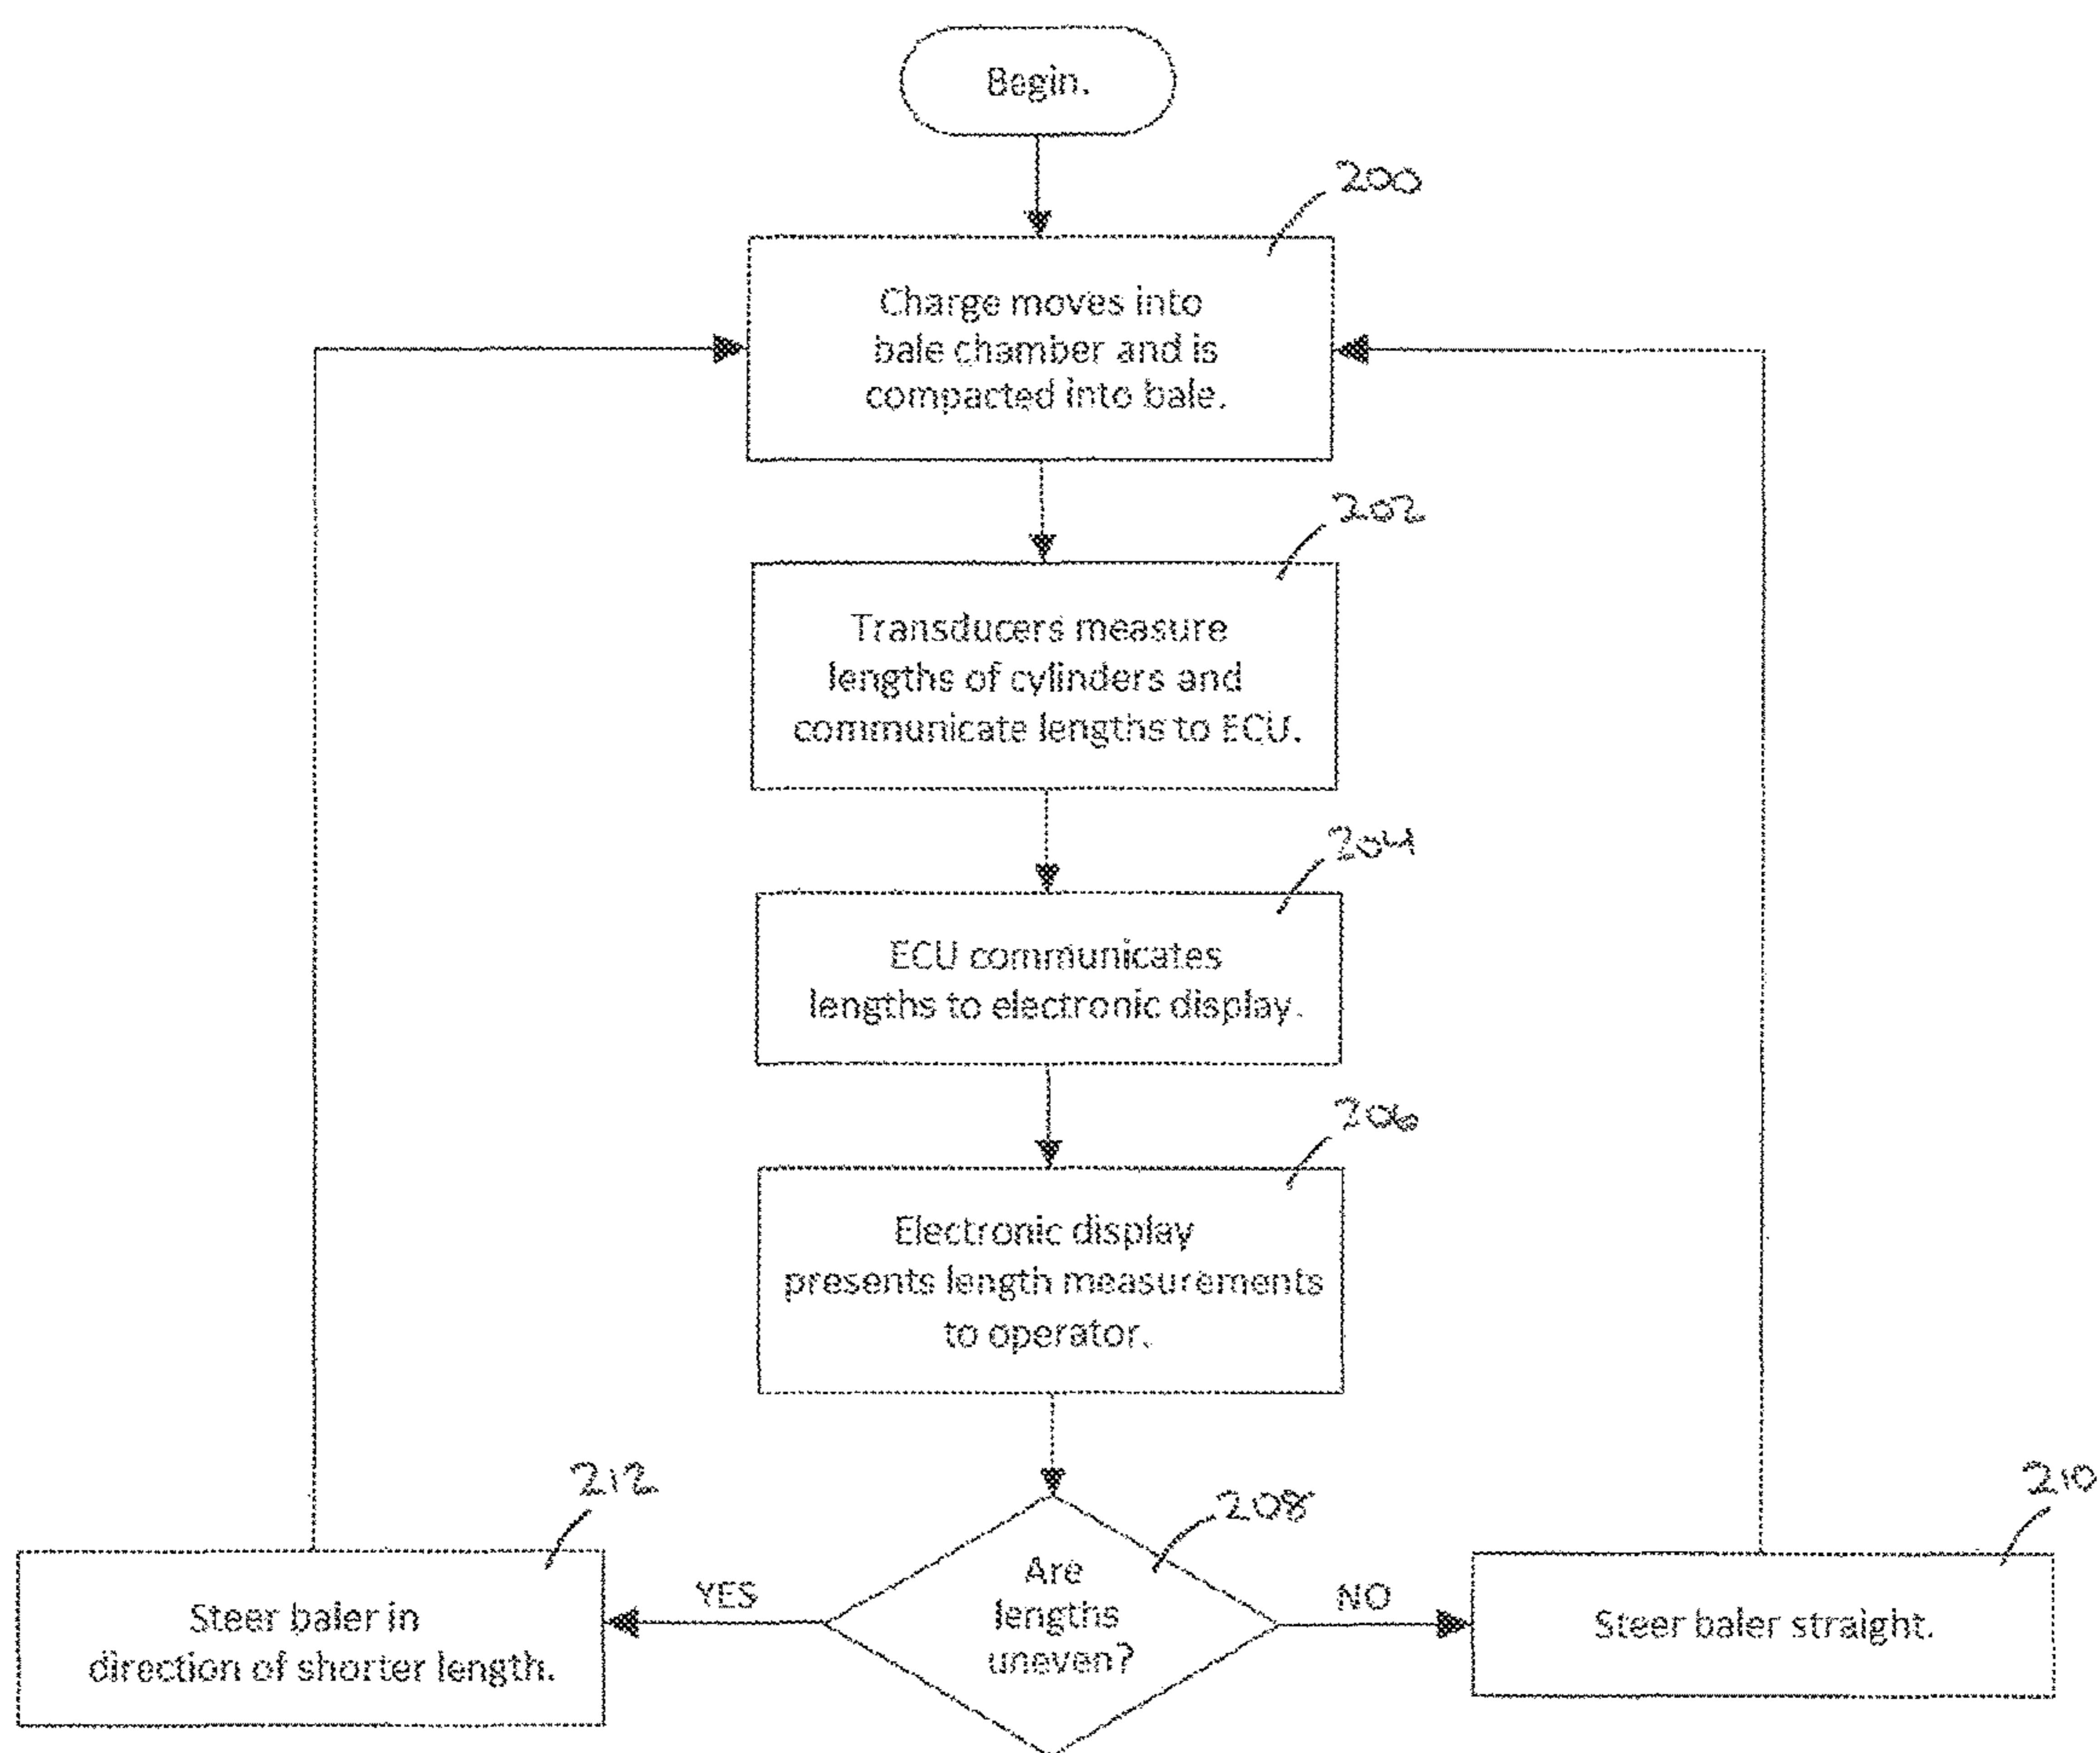 Begin.
200
Charge moves into
bale chamber and is
compacted into bale.
202
Transducers measure
lengths of cylinders and
communicate lengths to ECU.
204
ECU communicates
lengths to electronic display.
206
Electronic display
presents length measurements
to operator.
208
Are
lengths
uneven?
YES
NO
212
Steer baler in
direction of shorter length.
210
Steer baler straight.